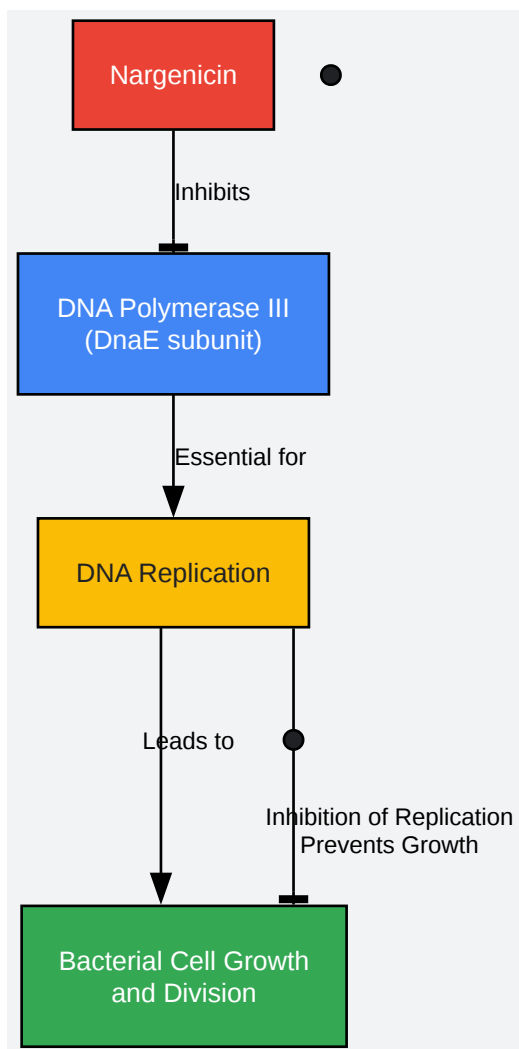 Nargenicin
Inhibits
DNA Polymerase III
(DnaE subunit)
Essential for
DNA Replication
Leads to
Inhibition of Replication
Prevents Growth
Bacterial Cell Growth
and Division